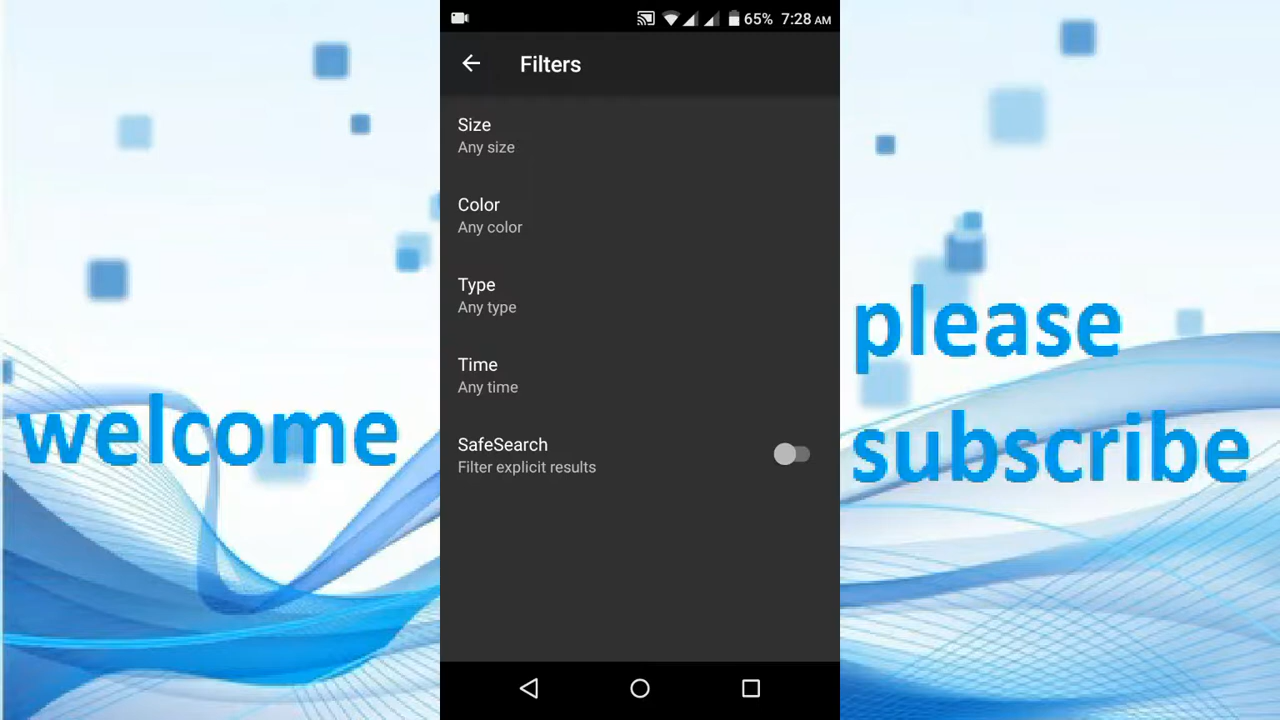 65% 7:28 AM
Filters
Size
Any size
Color
Any color
Type
Any type
Time
Any time
SafeSearch
Filter explicit results
welcome
please
subscribe